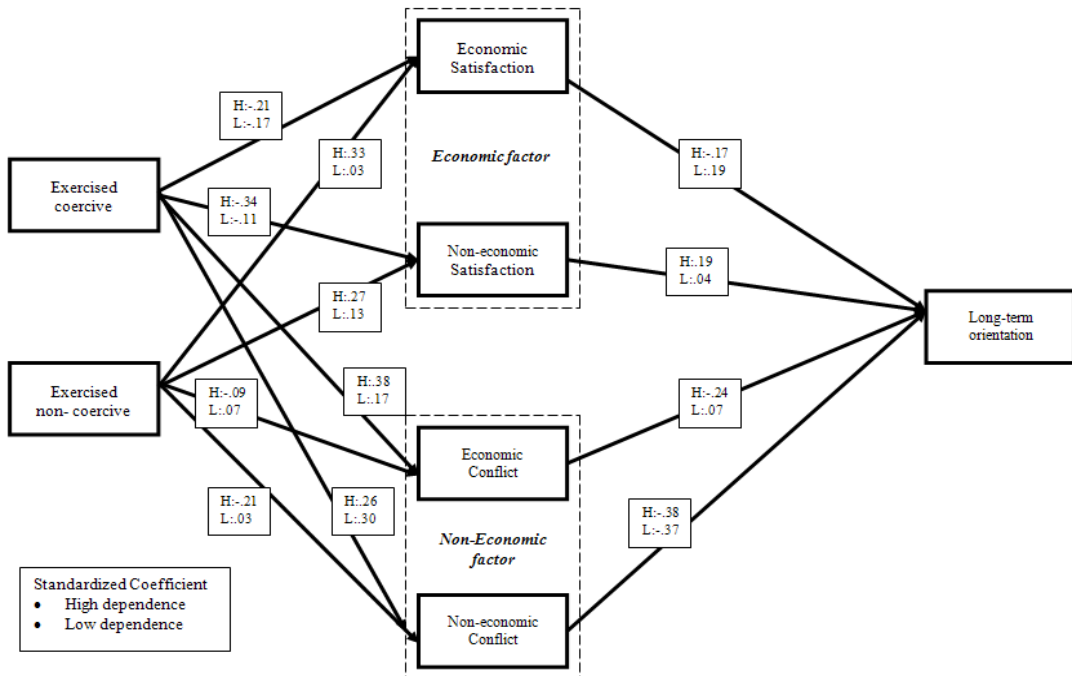 Economic
Satisfaction
H:-.21
L:-.17
H:.33
L:.03
Economic factor
H:-.17
L:.19
Exercised
coercive
H:-.34
L:-.11
Non-economic
Satisfaction
H:.19
L:.04
H:.27
L:.13
Long-term
orientation
Exercised
non- coercive
H:-.09
L:.07
H:.38
L:.17
H:-.24
L:.07
Economic
Conflict
H:-.21
L:.03
H:.26
L:.30
Non-Economic
factor
H:-.38
L:-.37
Standardized Coefficient
• High dependence
• Low dependence
Non-economic
Conflict